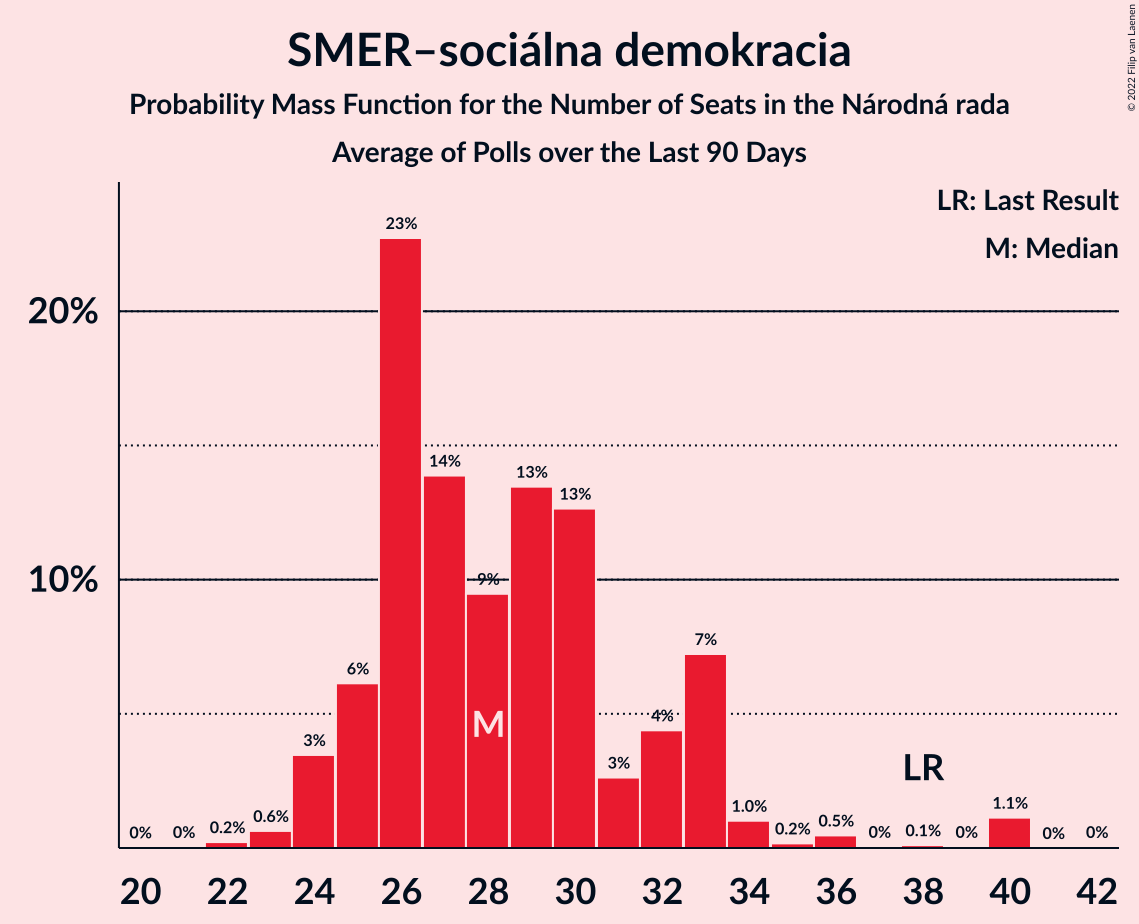 SMER–sociálna demokracia
Probability Mass Function for the Number of Seats in the Národná rada
Average of Polls over the Last 90 Days
© 2022 Filip van Laenen
LR: Last Result
M: Median
20%
10%
0% 0% 0.2% 0.6% 3% 6% 23% 14% 9% 13% 13% 3% 4% 7% 1.0% 0.2% 0.5% 0% 0.1% 0% 1.1% 0% 0%
M
LR
20 22 24 26 28 30 32 34 36 38 40 42